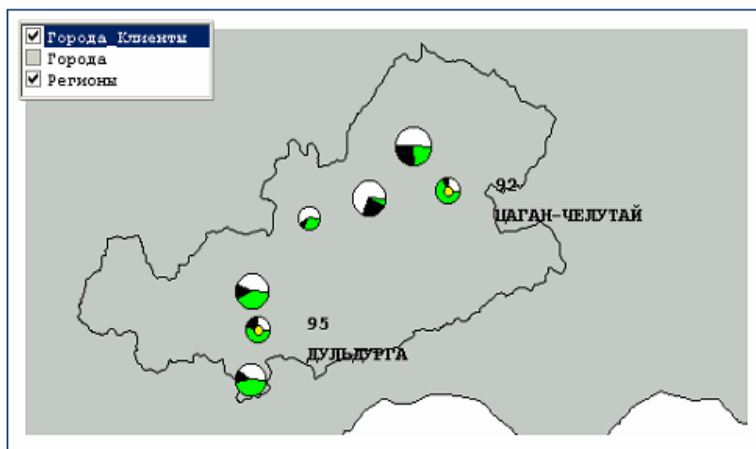 Города_Клиенты
Города
Регионы
92
ЦАГАН-ЧЕЛУТАЙ
95
ДУЛЬДУРГА